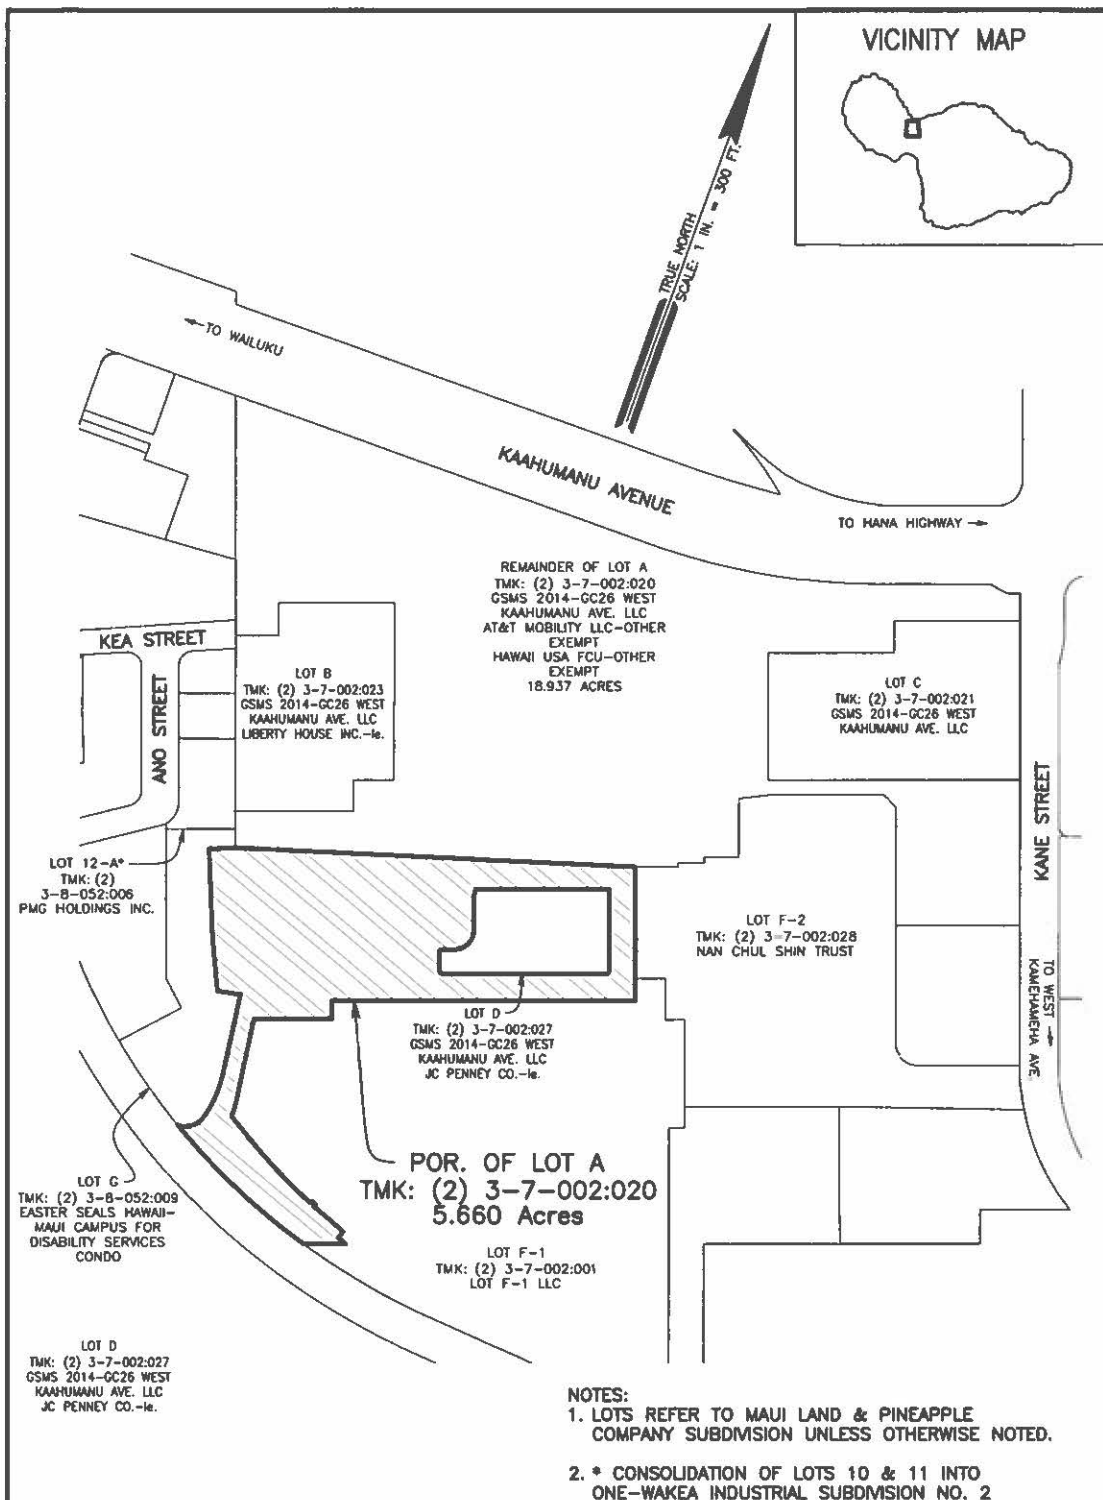 VICINITY MAP
TRUE NORTH
SCALE: 1 IN. = 300 FT.
←TO WAILUKU
KAAHUMANU AVENUE
TO HANA HIGHWAY →
REMAINDER OF LOT A
TMK: (2) 3-7-002:020
GSMS 2014-GC26 WEST
KAAHUMANU AVE. LLC
AT&T MOBILITY LLC-OTHER
EXEMPT
HAWAII USA FCU-OTHER
EXEMPT
18.937 ACRES
KEA STREET
ANO STREET
LOT B
TMK: (2) 3-7-002:023
GSMS 2014-GC26 WEST
KAAHUMANU AVE. LLC
LIBERTY HOUSE INC.-le.
LOT C
TMK: (2) 3-7-002:021
GSMS 2014-GC26 WEST
KAAHUMANU AVE. LLC
KANE STREET
LOT 12-A*
TMK: (2)
3-8-052:006
PMG HOLDINGS INC.
LOT F-2
TMK: (2) 3-7-002:028
NAN CHUL SHIN TRUST
TO WEST →
KAMEHAMEHA AVE.
LOT D
TMK: (2) 3-7-002:027
GSMS 2014-GC26 WEST
KAAHUMANU AVE. LLC
JC PENNEY CO.-le.
POR. OF LOT A
TMK: (2) 3-7-002:020
5.660 Acres
LOT G
TMK: (2) 3-8-052:009
EASTER SEALS HAWAII-
MAUI CAMPUS FOR
DISABILITY SERVICES
CONDO
LOT F-1
TMK: (2) 3-7-002:001
LOT F-1 LLC
LOT D
TMK: (2) 3-7-002:027
GSMS 2014-GC26 WEST
KAAHUMANU AVE. LLC
JC PENNEY CO.-le.
NOTES:
1. LOTS REFER TO MAUI LAND & PINEAPPLE
COMPANY SUBDIVISION UNLESS OTHERWISE NOTED.
2. * CONSOLIDATION OF LOTS 10 & 11 INTO
ONE-WAKEA INDUSTRIAL SUBDIVISION NO. 2